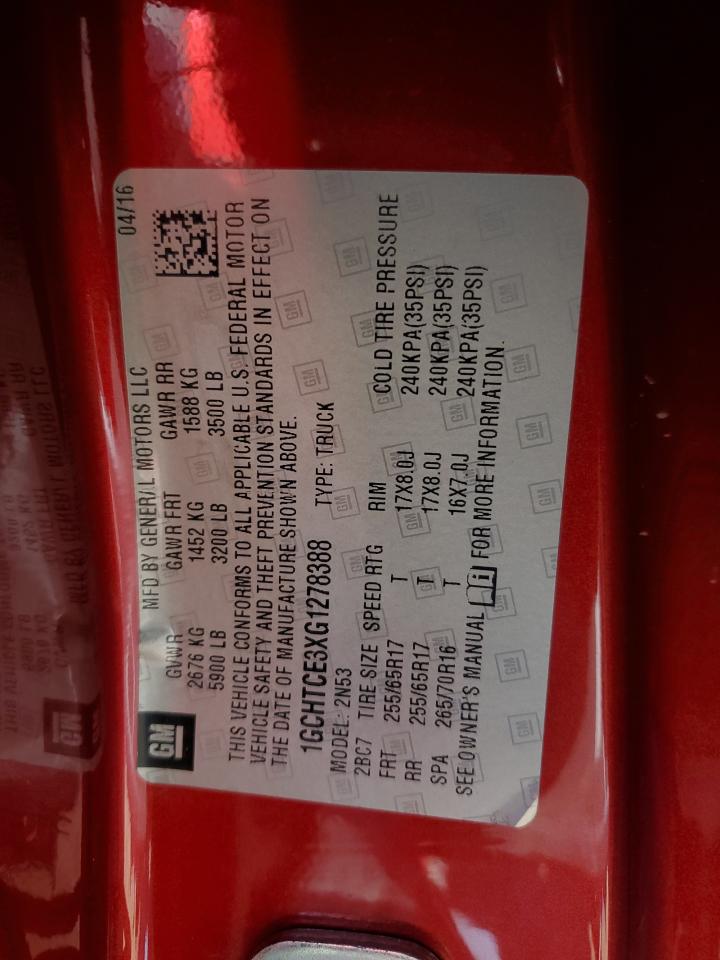 GM
MFD BY GENERAL MOTORS LLC 04/16
GVWR GAWR FRT GAWR RR
2676 KG 1452 KG 1588 KG
5900 LB 3200 LB 3500 LB
THIS VEHICLE CONFORMS TO ALL APPLICABLE U.S. FEDERAL MOTOR
VEHICLE SAFETY AND THEFT PREVENTION STANDARDS IN EFFECT ON
THE DATE OF MANUFACTURE SHOWN ABOVE.
1GCHTCE3XG1278388 TYPE: TRUCK
MODEL: 2N53
2BC7 TIRE-SIZE SPEED RTG RIM COLD TIRE PRESSURE
FRT 255/65R17 T 17X8.0J 240KPA(35PSI)
RR 255/65R17 T 17X8.0J 240KPA(35PSI)
SPA 265/70R16 T 16X7.0J 240KPA(35PSI)
SEE OWNER'S MANUAL i FOR MORE INFORMATION.